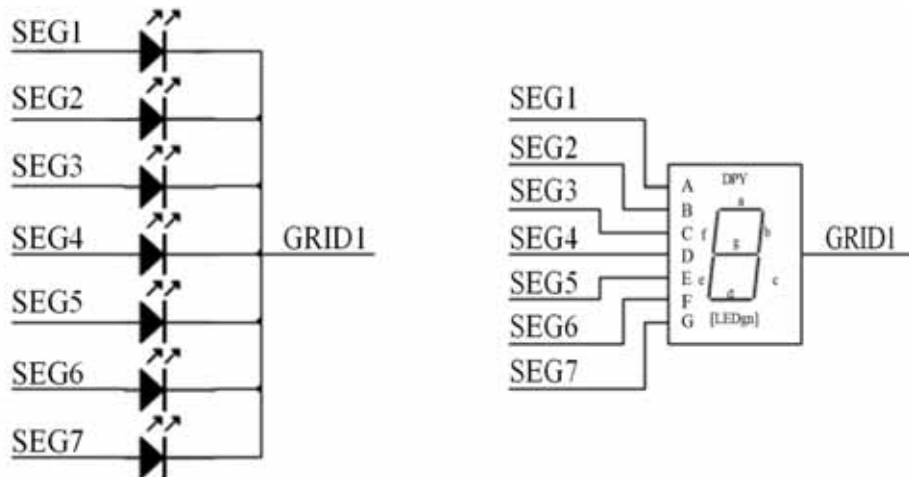 SEG1
SEG2
SEG3
SEG4
SEG5
SEG6
SEG7
GRID1
SEG1
SEG2
SEG3
SEG4
SEG5
SEG6
SEG7
DPY
A
B
C
D
E
F
G
a
f
b
g
e
c
d
[LEDgn]
GRID1